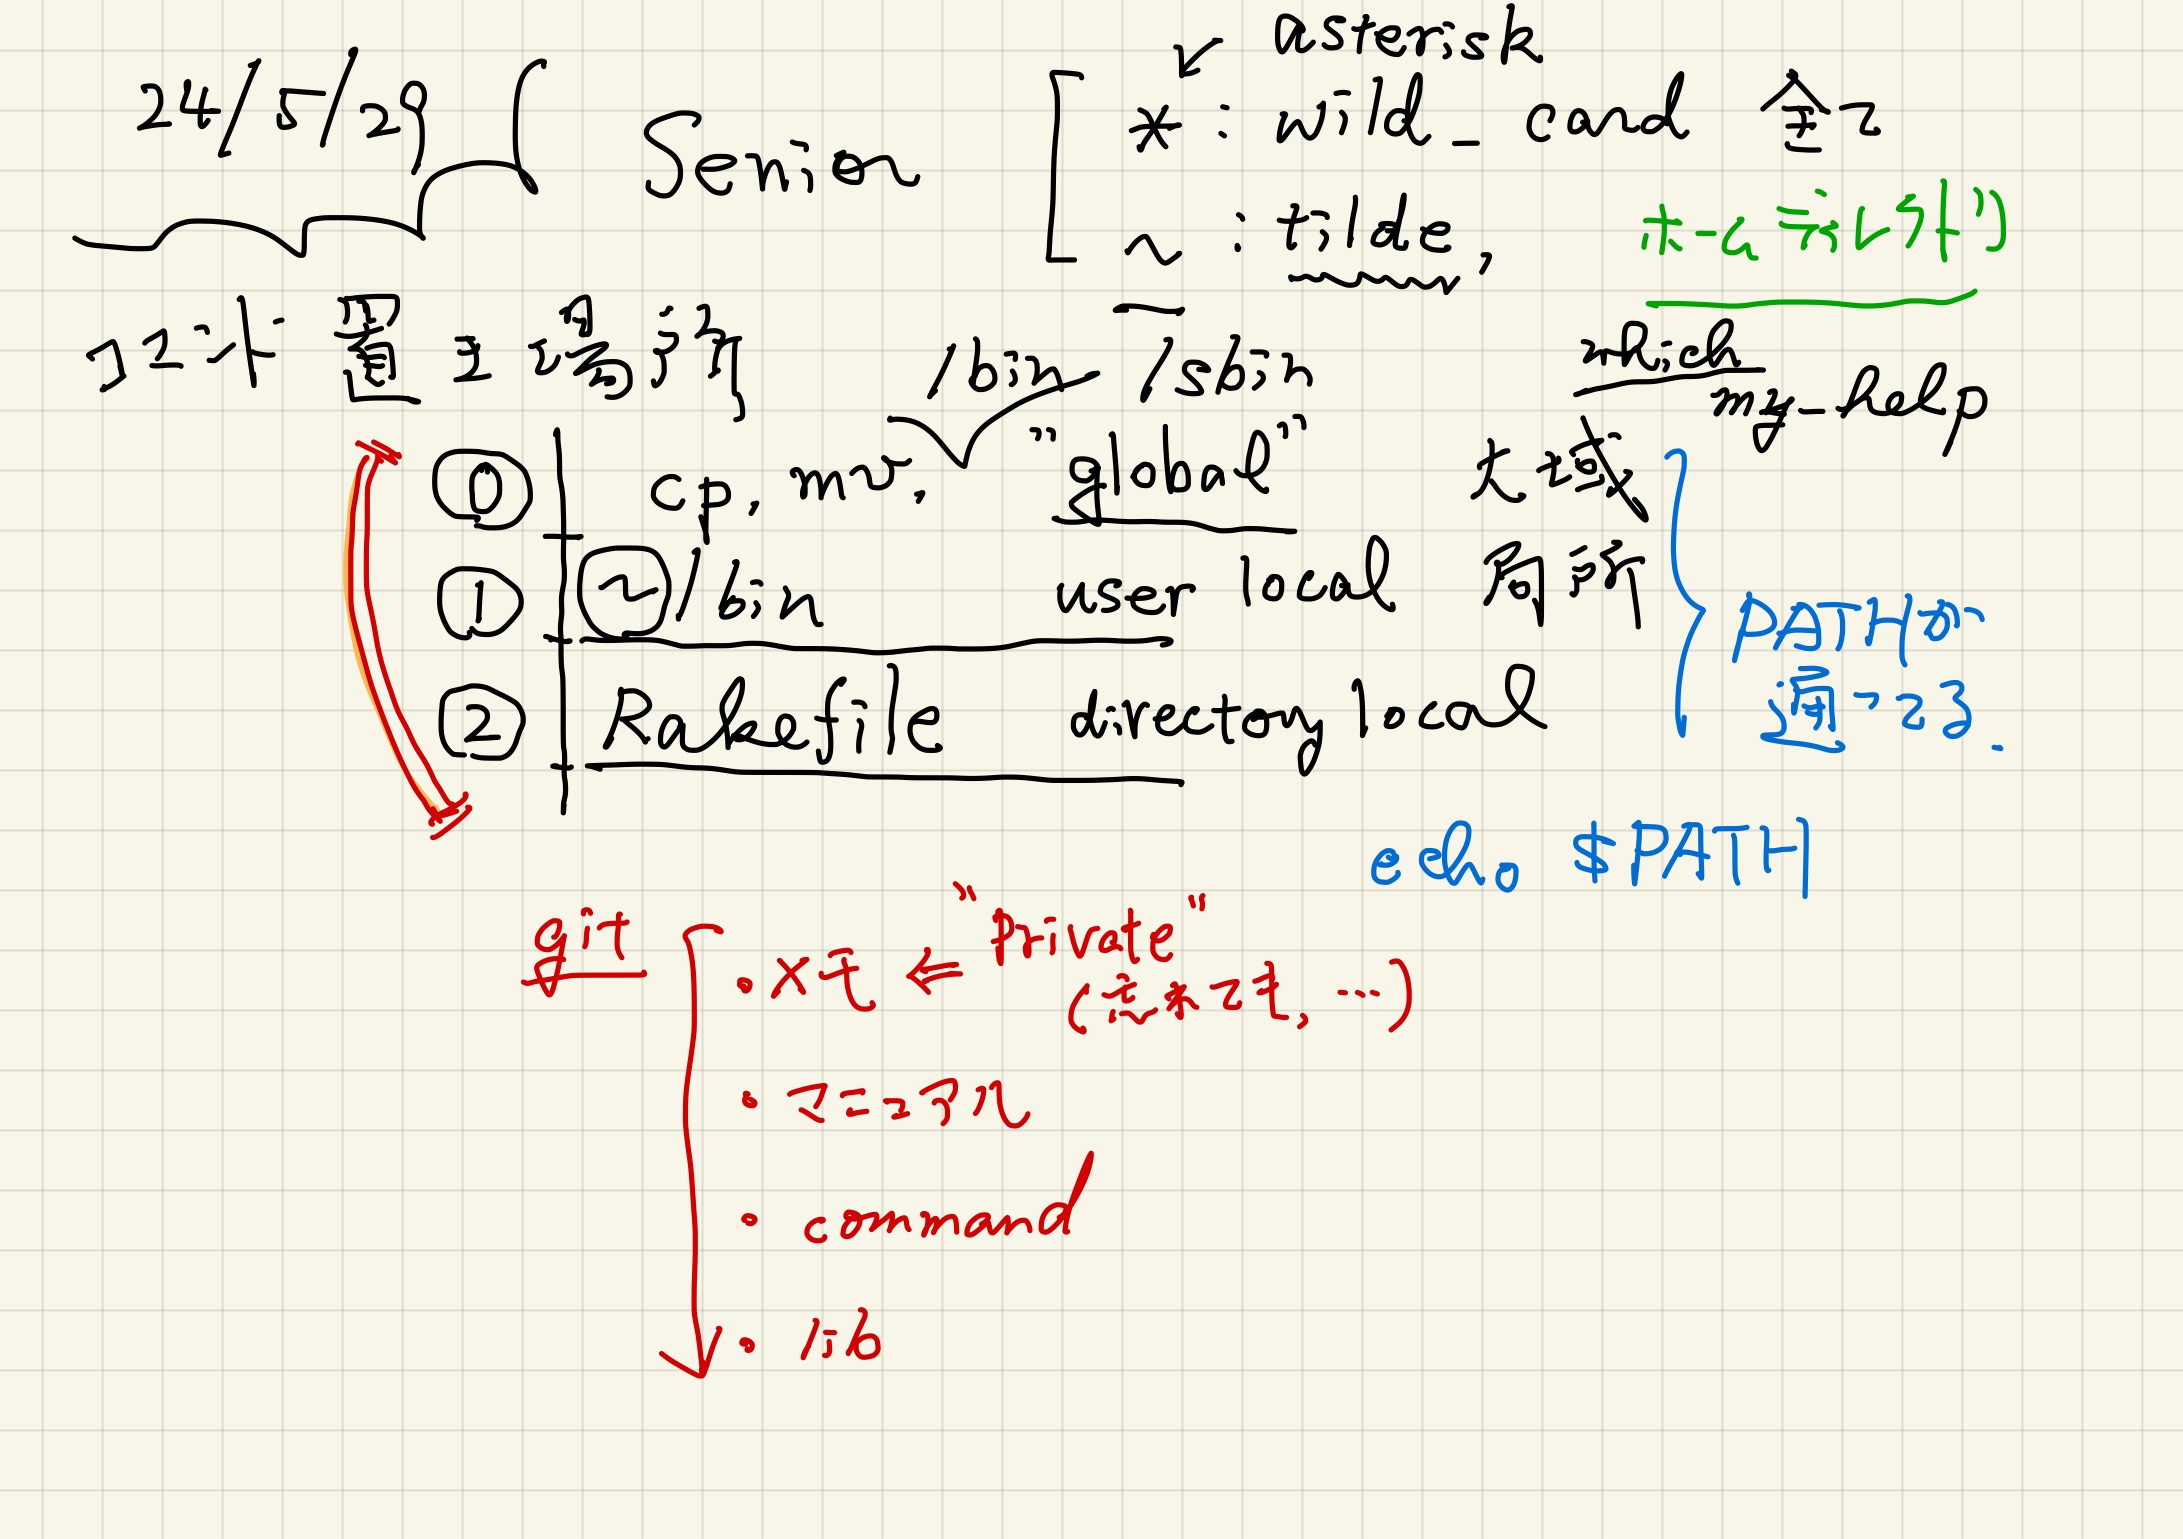 24/5/29
Senior
asterisk
* : wild_card 全て
~ : tilde, ホームディレクトリ
コマンド 置き場所
/bin /sbin
which my_help
⓪ cp, mv, "global" 大域
① ~/bin user local 局所
② Rakefile directory local
PATHが
通ってる.
echo $PATH
git
・メモ ⇐ "Private"
(意味でも, …)
・マニュアル
・command
・lib